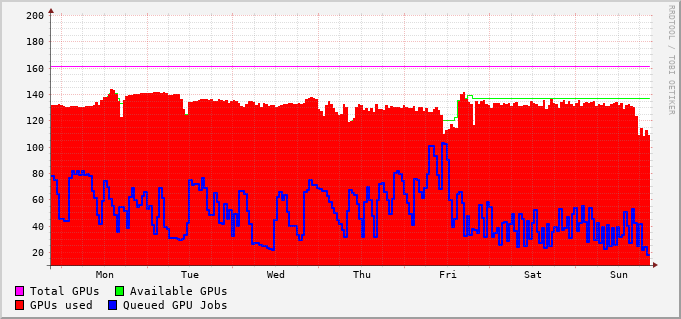 200
180
160
140
120
100
80
60
40
20
Mon Tue Wed Thu Fri Sat Sun
Total GPUs Available GPUs
GPUs used Queued GPU Jobs
RRDTOOL / TOBI OETIKER